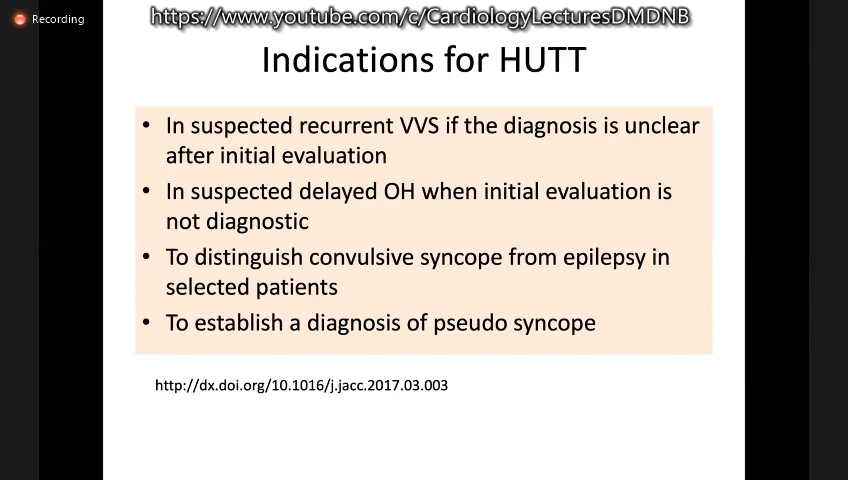 Recording
https://www.youtube.com/c/CardiologyLecturesDMDNB
Indications for HUTT
• In suspected recurrent VVS if the diagnosis is unclear
after initial evaluation
• In suspected delayed OH when initial evaluation is
not diagnostic
• To distinguish convulsive syncope from epilepsy in
selected patients
• To establish a diagnosis of pseudo syncope
http://dx.doi.org/10.1016/j.jacc.2017.03.003